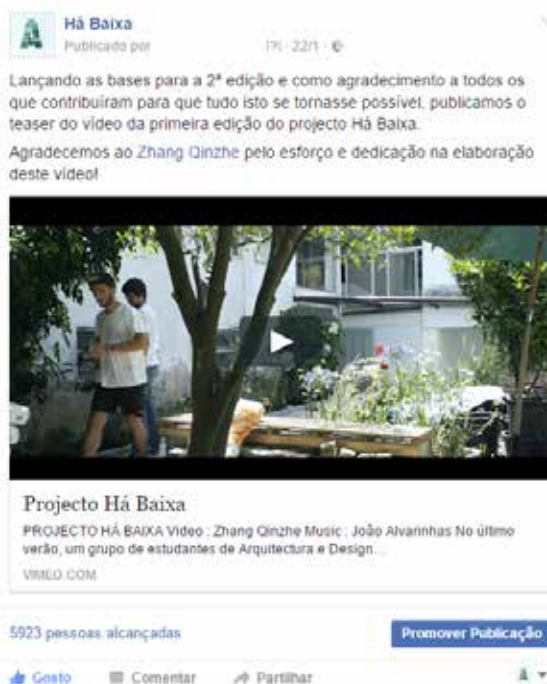 Há Baixa
Publicado por
22/1
Lançando as bases para a 2ª edição e como agradecimento a todos os
que contribuíram para que tudo isto se tornasse possível, publicamos o
teaser do vídeo da primeira edição do projecto Há Baixa.
Agradecemos ao Zhang Qinzhe pelo esforço e dedicação na elaboração
deste vídeo!
Projecto Há Baixa
PROJECTO HÁ BAIXA Video : Zhang Qinzhe Music : João Alvarinhas No último
verão, um grupo de estudantes de Arquitectura e Design...
VIMEO.COM
5923 pessoas alcançadas
Promover Publicação
Gosto
Comentar
Partilhar